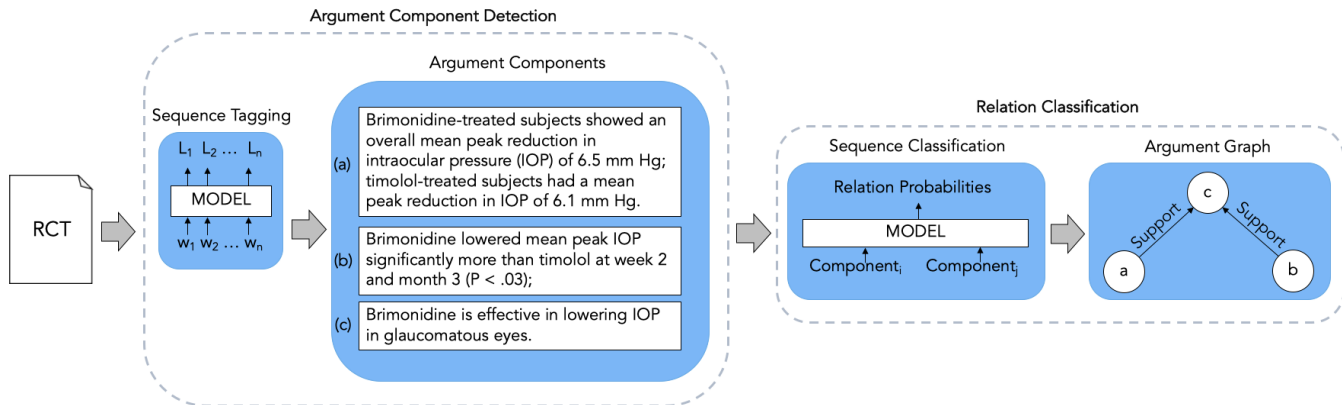 Argument Component Detection
Sequence Tagging
L1 L2 ... Ln
MODEL
w1 w2 ... wn
RCT
Argument Components
(a)
Brimonidine-treated subjects showed an
overall mean peak reduction in
intraocular pressure (IOP) of 6.5 mm Hg;
timolol-treated subjects had a mean
peak reduction in IOP of 6.1 mm Hg.
(b)
Brimonidine lowered mean peak IOP
significantly more than timolol at week 2
and month 3 (P < .03);
(c)
Brimonidine is effective in lowering IOP
in glaucomatous eyes.
Relation Classification
Sequence Classification
Relation Probabilities
MODEL
Componenti Componentj
Argument Graph
c
Support Support
a b